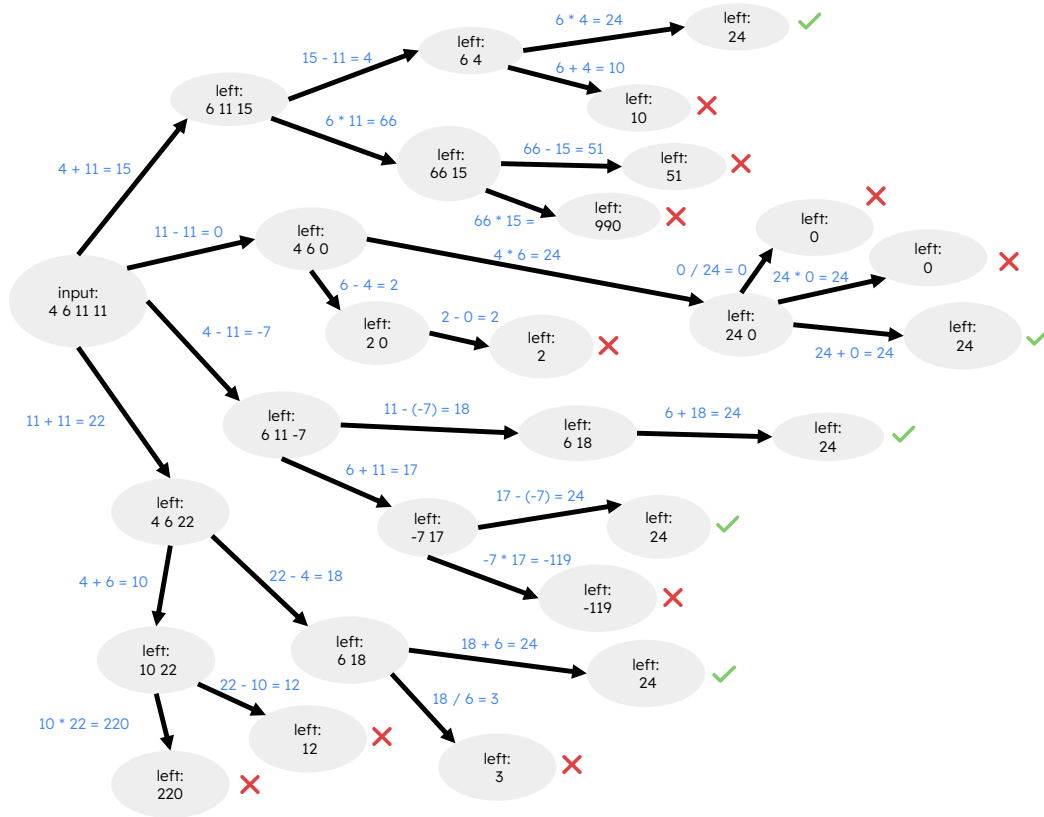 6 * 4 = 24
left:
24
left:
6 4
15 - 11 = 4
6 + 4 = 10
left:
10
left:
6 11 15
6 * 11 = 66
66 - 15 = 51
left:
51
left:
66 15
4 + 11 = 15
66 * 15 =
left:
990
left:
0
11 - 11 = 0
left:
4 6 0
4 * 6 = 24
0 / 24 = 0
24 * 0 = 24
left:
0
input:
4 6 11 11
6 - 4 = 2
2 - 0 = 2
left:
2 0
left:
2
left:
24 0
24 + 0 = 24
left:
24
4 - 11 = -7
11 + 11 = 22
left:
6 11 -7
11 - (-7) = 18
left:
6 18
6 + 18 = 24
left:
24
6 + 11 = 17
left:
-7 17
17 - (-7) = 24
left:
24
-7 * 17 = -119
left:
-119
left:
4 6 22
4 + 6 = 10
22 - 4 = 18
left:
10 22
left:
6 18
18 + 6 = 24
left:
24
22 - 10 = 12
18 / 6 = 3
10 * 22 = 220
left:
12
left:
3
left:
220